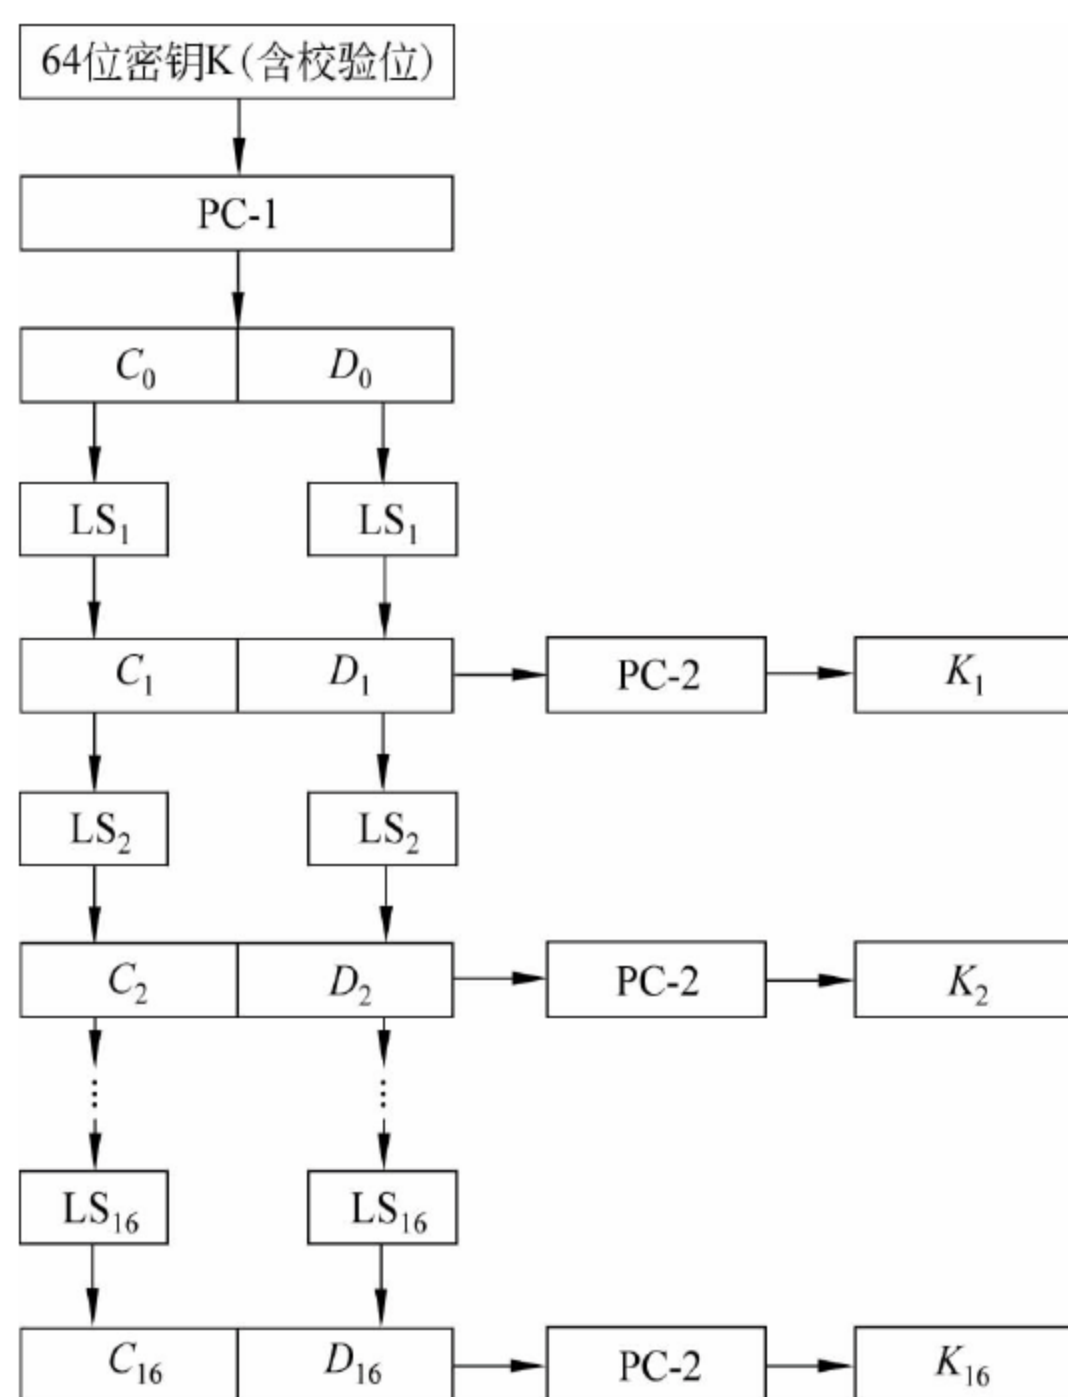 64位密钥K(含校验位)
PC-1
C₀ D₀
LS₁ LS₁
C₁ D₁ PC-2 K₁
LS₂ LS₂
C₂ D₂ PC-2 K₂
⋮ ⋮
LS₁₆ LS₁₆
C₁₆ D₁₆ PC-2 K₁₆